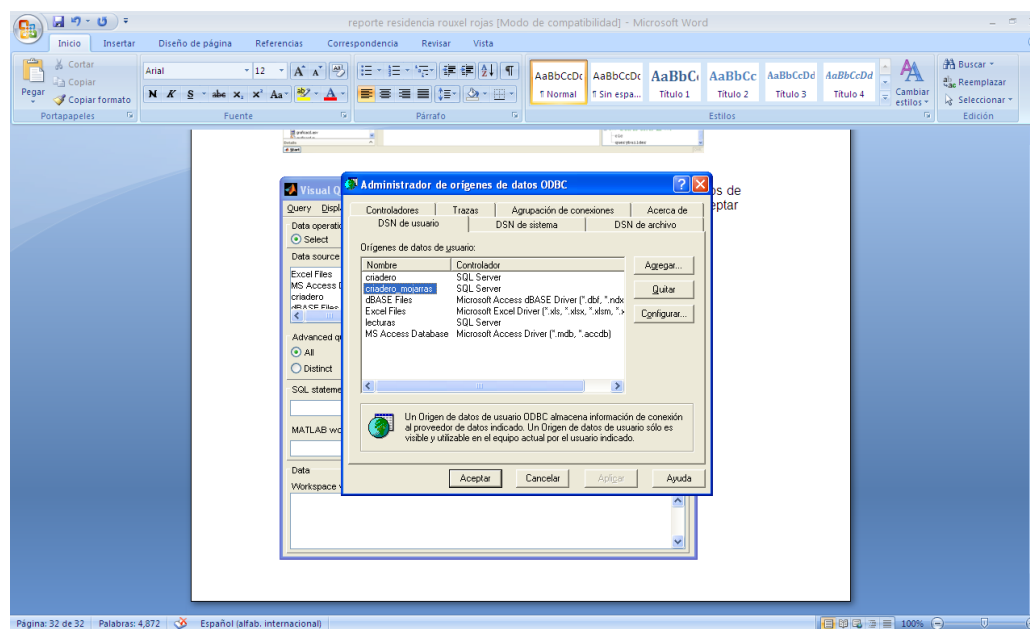 reporte residencia rouxel rojas [Modo de compatibilidad] - Microsoft Word
Inicio Insertar Diseño de página Referencias Correspondencia Revisar Vista
Pegar
Cortar
Copiar
Copiar formato
Portapapeles
Arial 12
N K S abc x₂ x² Aa
Fuente
Párrafo
AaBbCcDc AaBbCcDc AaBbC AaBbCc AaBbCcDd AaBbCcDd
¶ Normal ¶ Sin espa... Título 1 Título 2 Título 3 Título 4
Cambiar estilos
Estilos
Buscar
Reemplazar
Seleccionar
Edición
os de
eptar
Visual Q
Query Displ
Data operatio
Select
Data source
Excel Files
MS Access D
criadero
dBASE Files
Advanced q
All
Distinct
SQL stateme
MATLAB wo
Data
Workspace v
Administrador de orígenes de datos ODBC
Controladores Trazas Agrupación de conexiones Acerca de
DSN de usuario DSN de sistema DSN de archivo
Orígenes de datos de usuario:
Nombre Controlador
criadero SQL Server
criadero_mojarras SQL Server
dBASE Files Microsoft Access dBASE Driver (*.dbf, *.ndx
Excel Files Microsoft Excel Driver (*.xls, *.xlsx, *.xlsm, *.x
lecturas SQL Server
MS Access Database Microsoft Access Driver (*.mdb, *.accdb)
Agregar...
Quitar
Configurar...
Un Origen de datos de usuario ODBC almacena información de conexión
al proveedor de datos indicado. Un Origen de datos de usuario sólo es
visible y utilizable en el equipo actual por el usuario indicado.
Aceptar Cancelar Aplicar Ayuda
Página: 32 de 32 Palabras: 4,872 Español (alfab. internacional) 100%